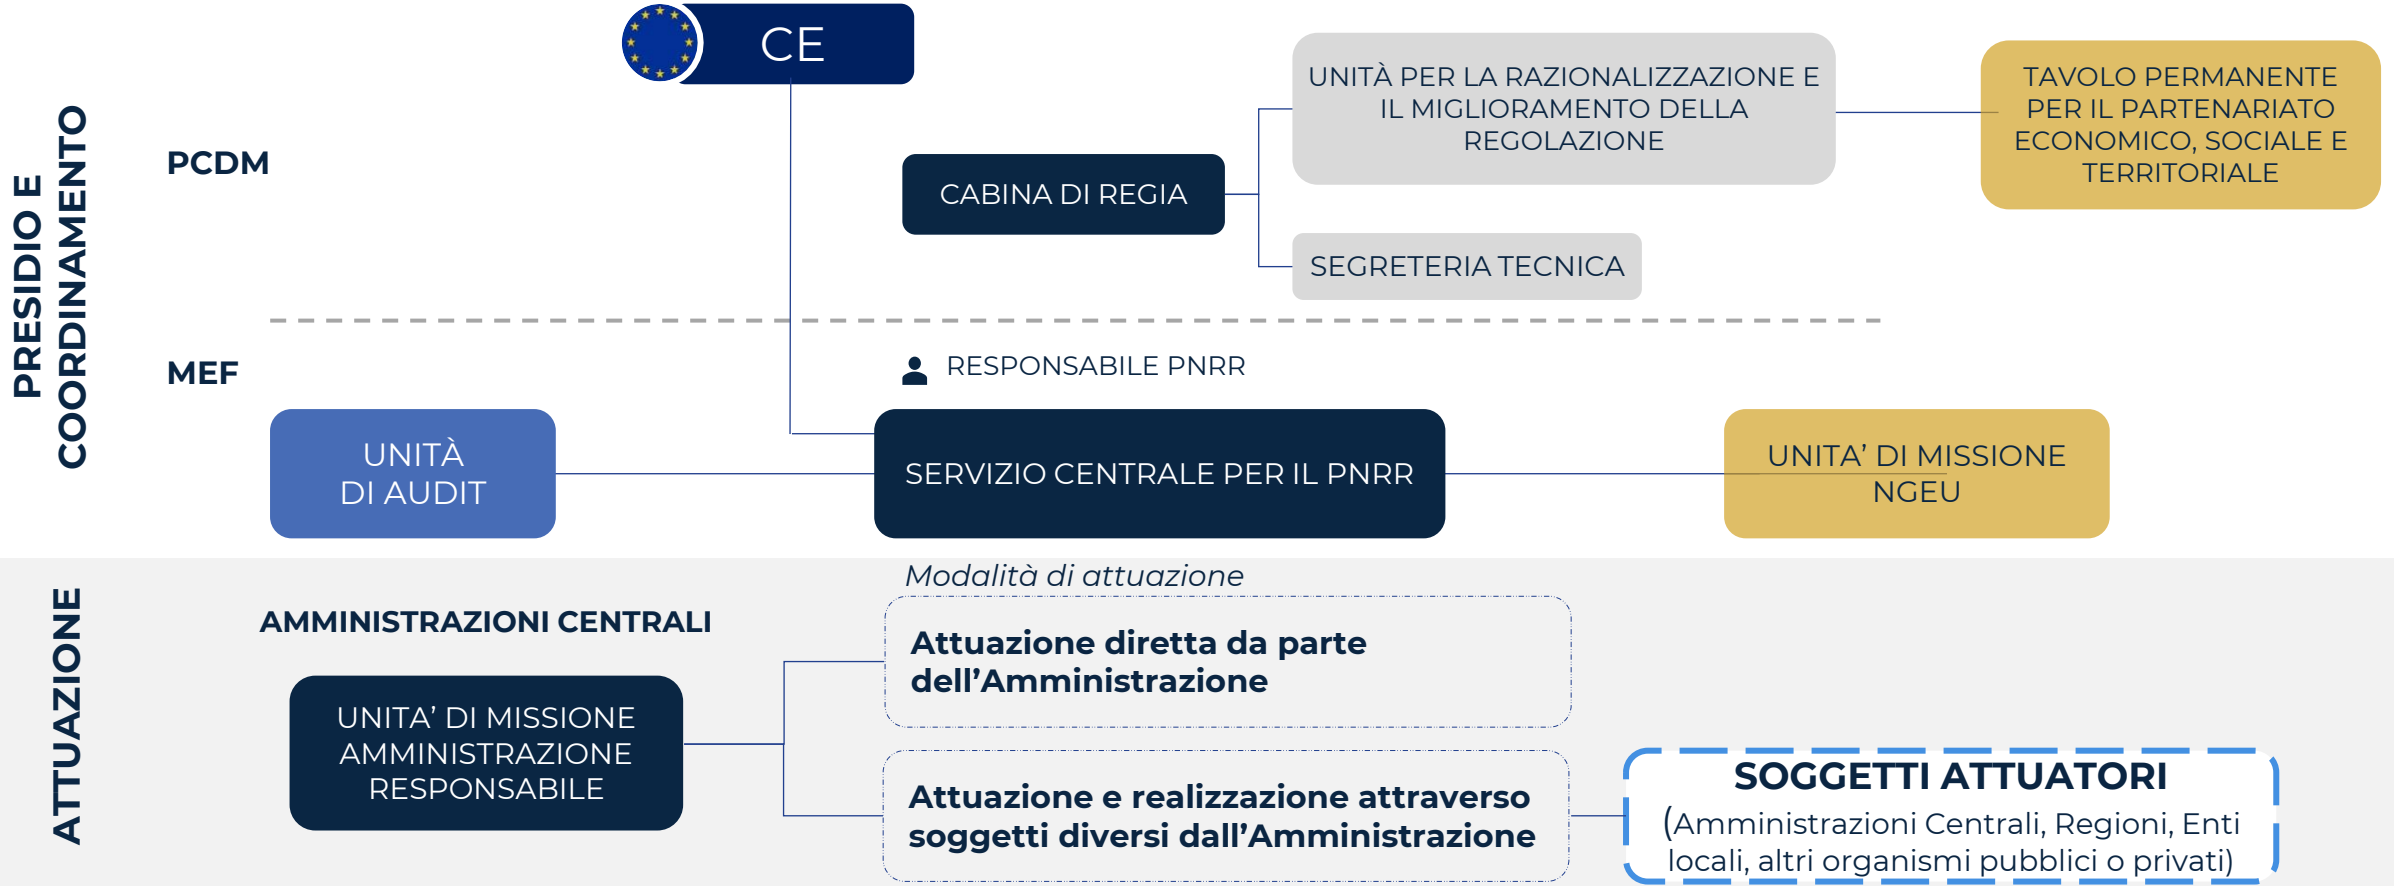 PRESIDIO E
COORDINAMENTO
PCDM
CE
CABINA DI REGIA
UNITÀ PER LA RAZIONALIZZAZIONE E
IL MIGLIORAMENTO DELLA
REGOLAZIONE
SEGRETERIA TECNICA
TAVOLO PERMANENTE
PER IL PARTENARIATO
ECONOMICO, SOCIALE E
TERRITORIALE
MEF
RESPONSABILE PNRR
UNITÀ
DI AUDIT
SERVIZIO CENTRALE PER IL PNRR
UNITA’ DI MISSIONE
NGEU
ATTUAZIONE
AMMINISTRAZIONI CENTRALI
UNITA’ DI MISSIONE
AMMINISTRAZIONE
RESPONSABILE
Modalità di attuazione
Attuazione diretta da parte
dell’Amministrazione
Attuazione e realizzazione attraverso
soggetti diversi dall’Amministrazione
SOGGETTI ATTUATORI
(Amministrazioni Centrali, Regioni, Enti
locali, altri organismi pubblici o privati)